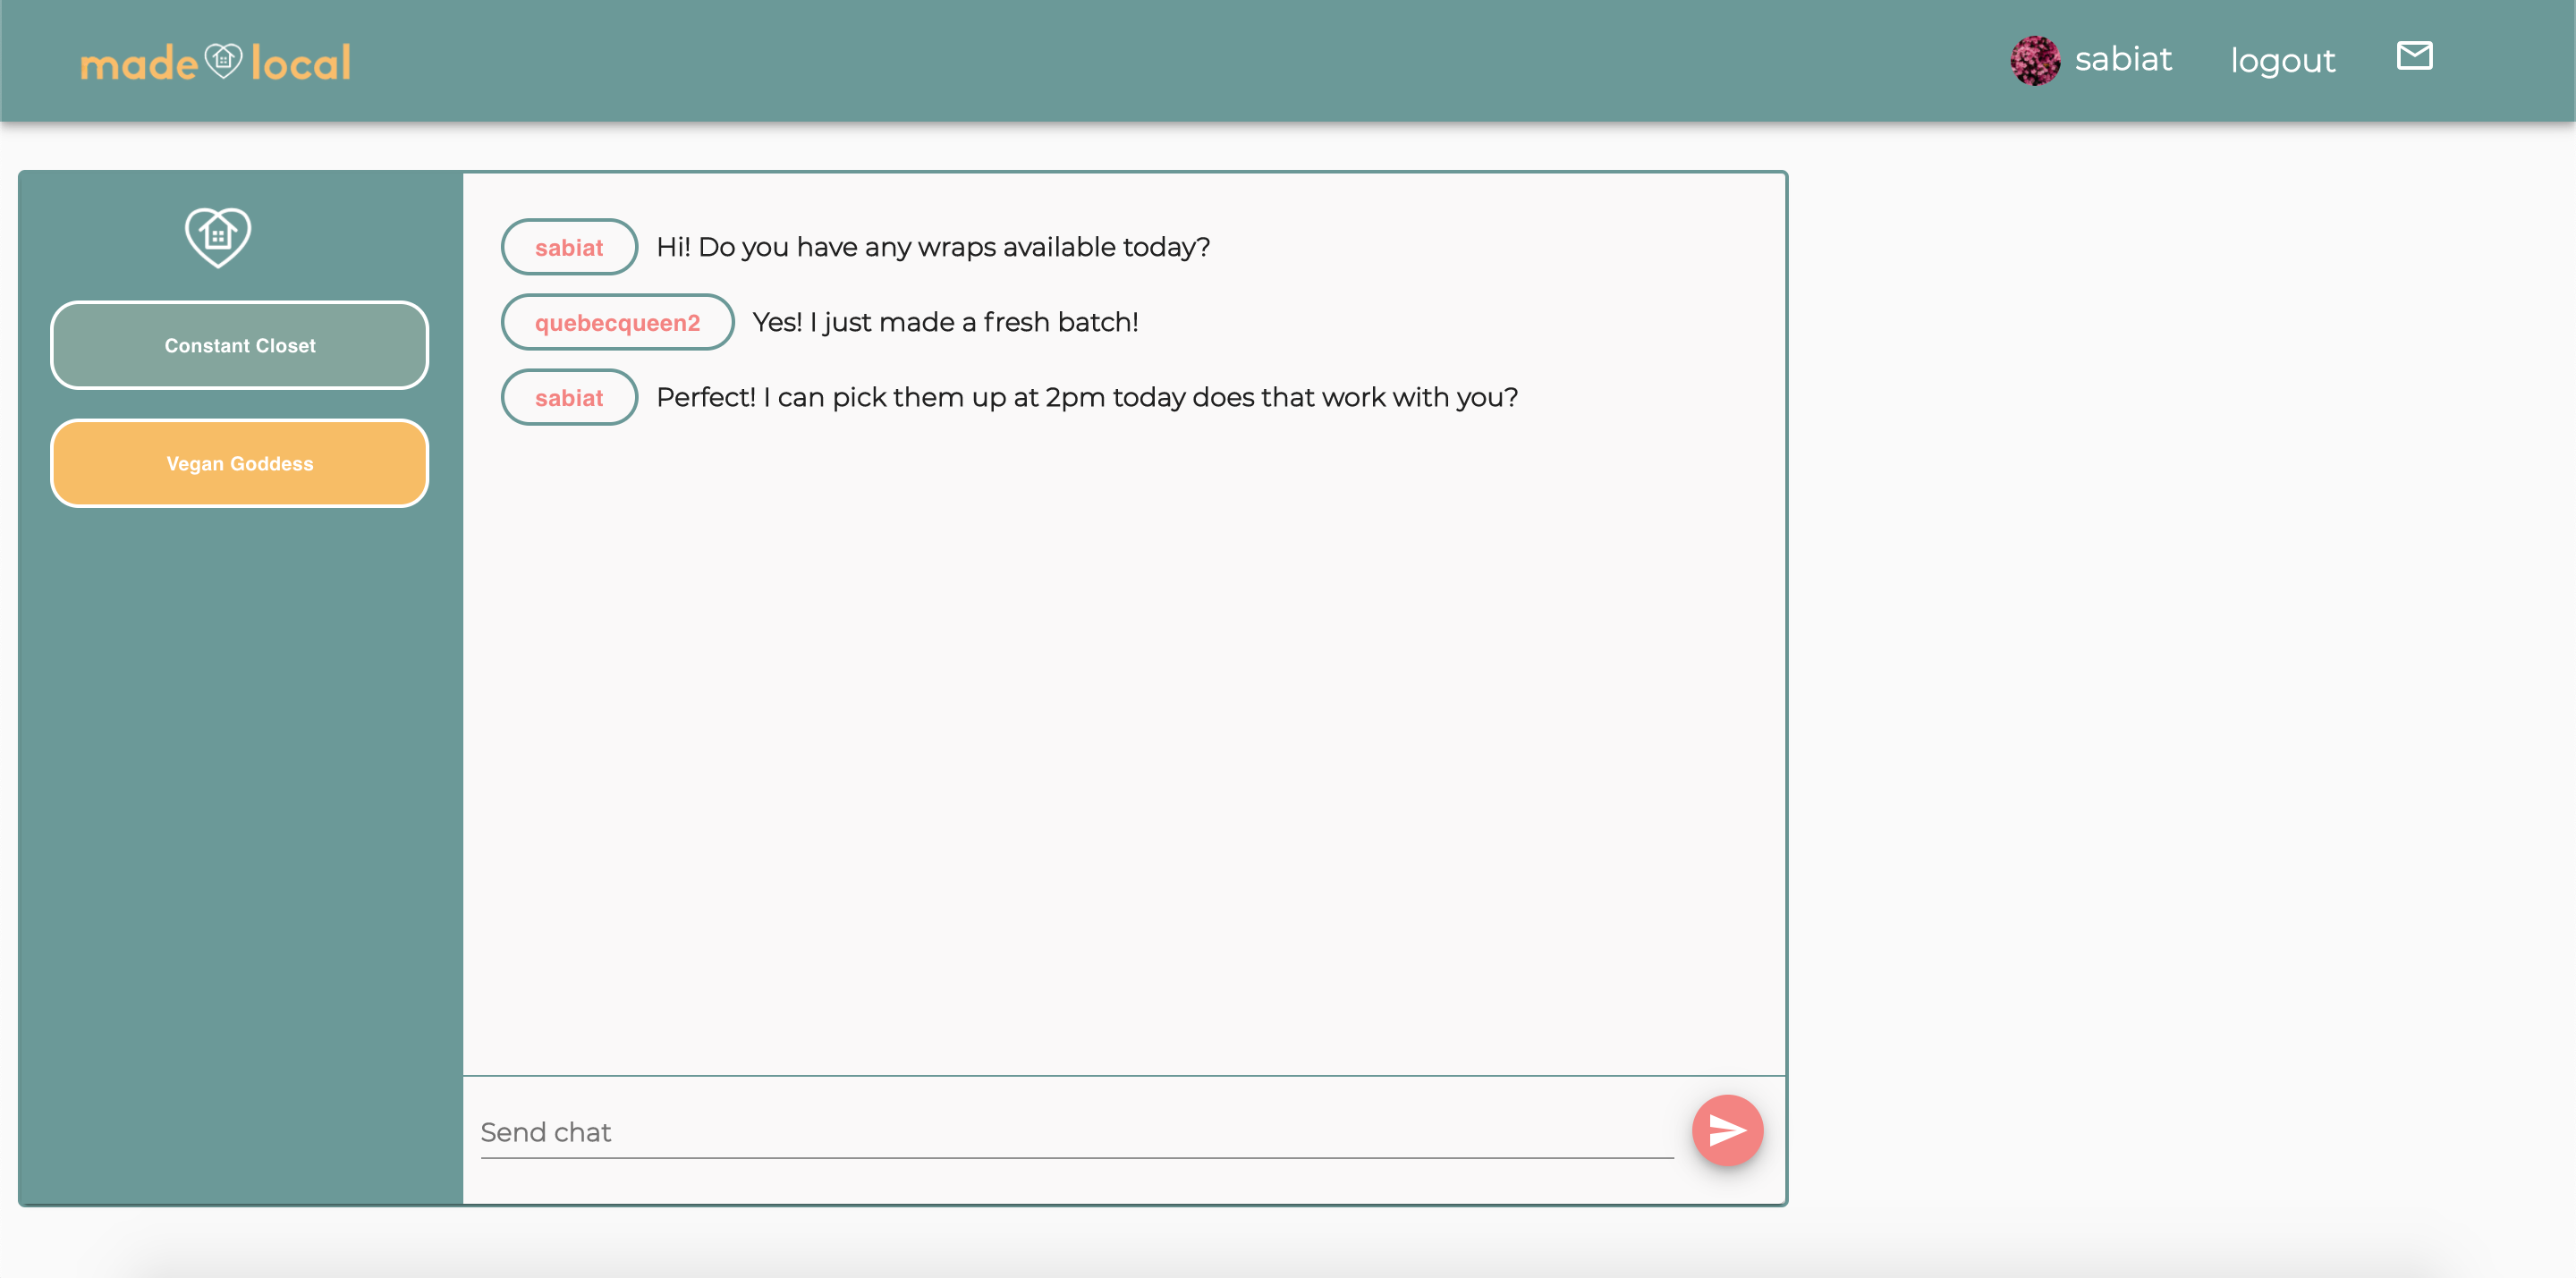 made local
sabiat
logout
Constant Closet
Vegan Goddess
sabiat Hi! Do you have any wraps available today?
quebecqueen2 Yes! I just made a fresh batch!
sabiat Perfect! I can pick them up at 2pm today does that work with you?
Send chat